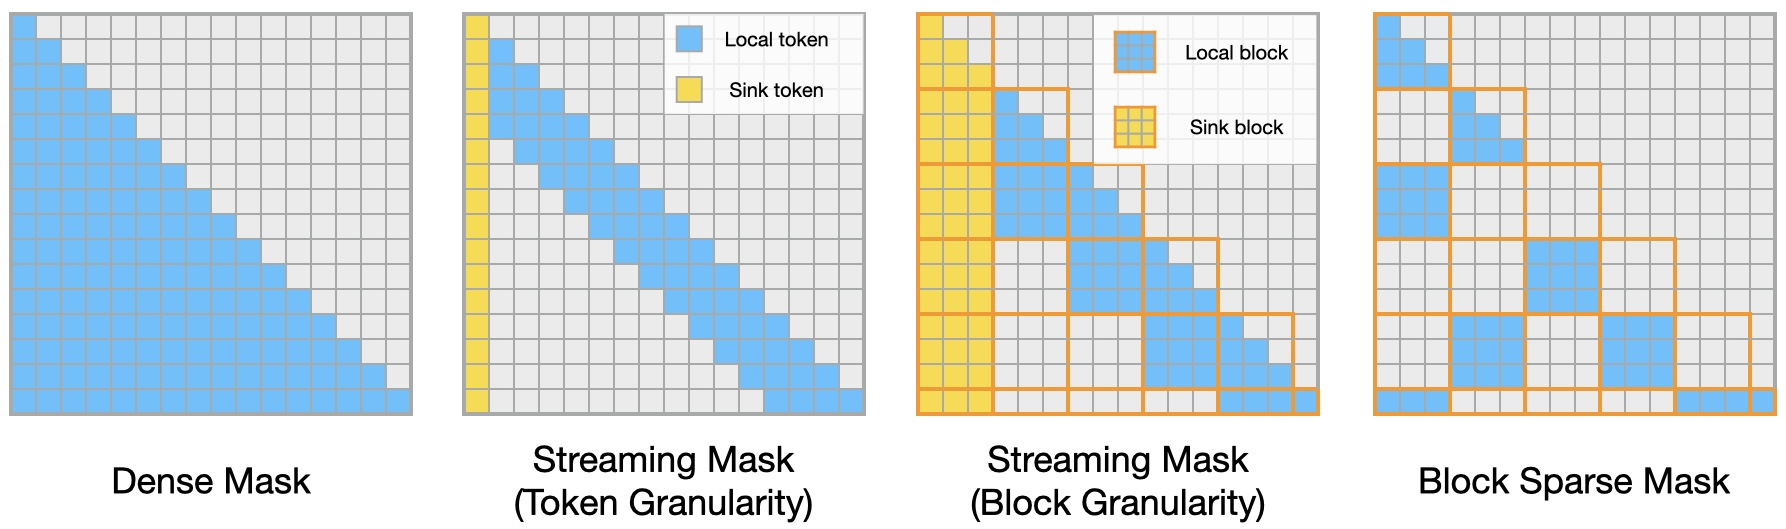 Local token
Sink token
Local block
Sink block
Dense Mask
Streaming Mask
(Token Granularity)
Streaming Mask
(Block Granularity)
Block Sparse Mask